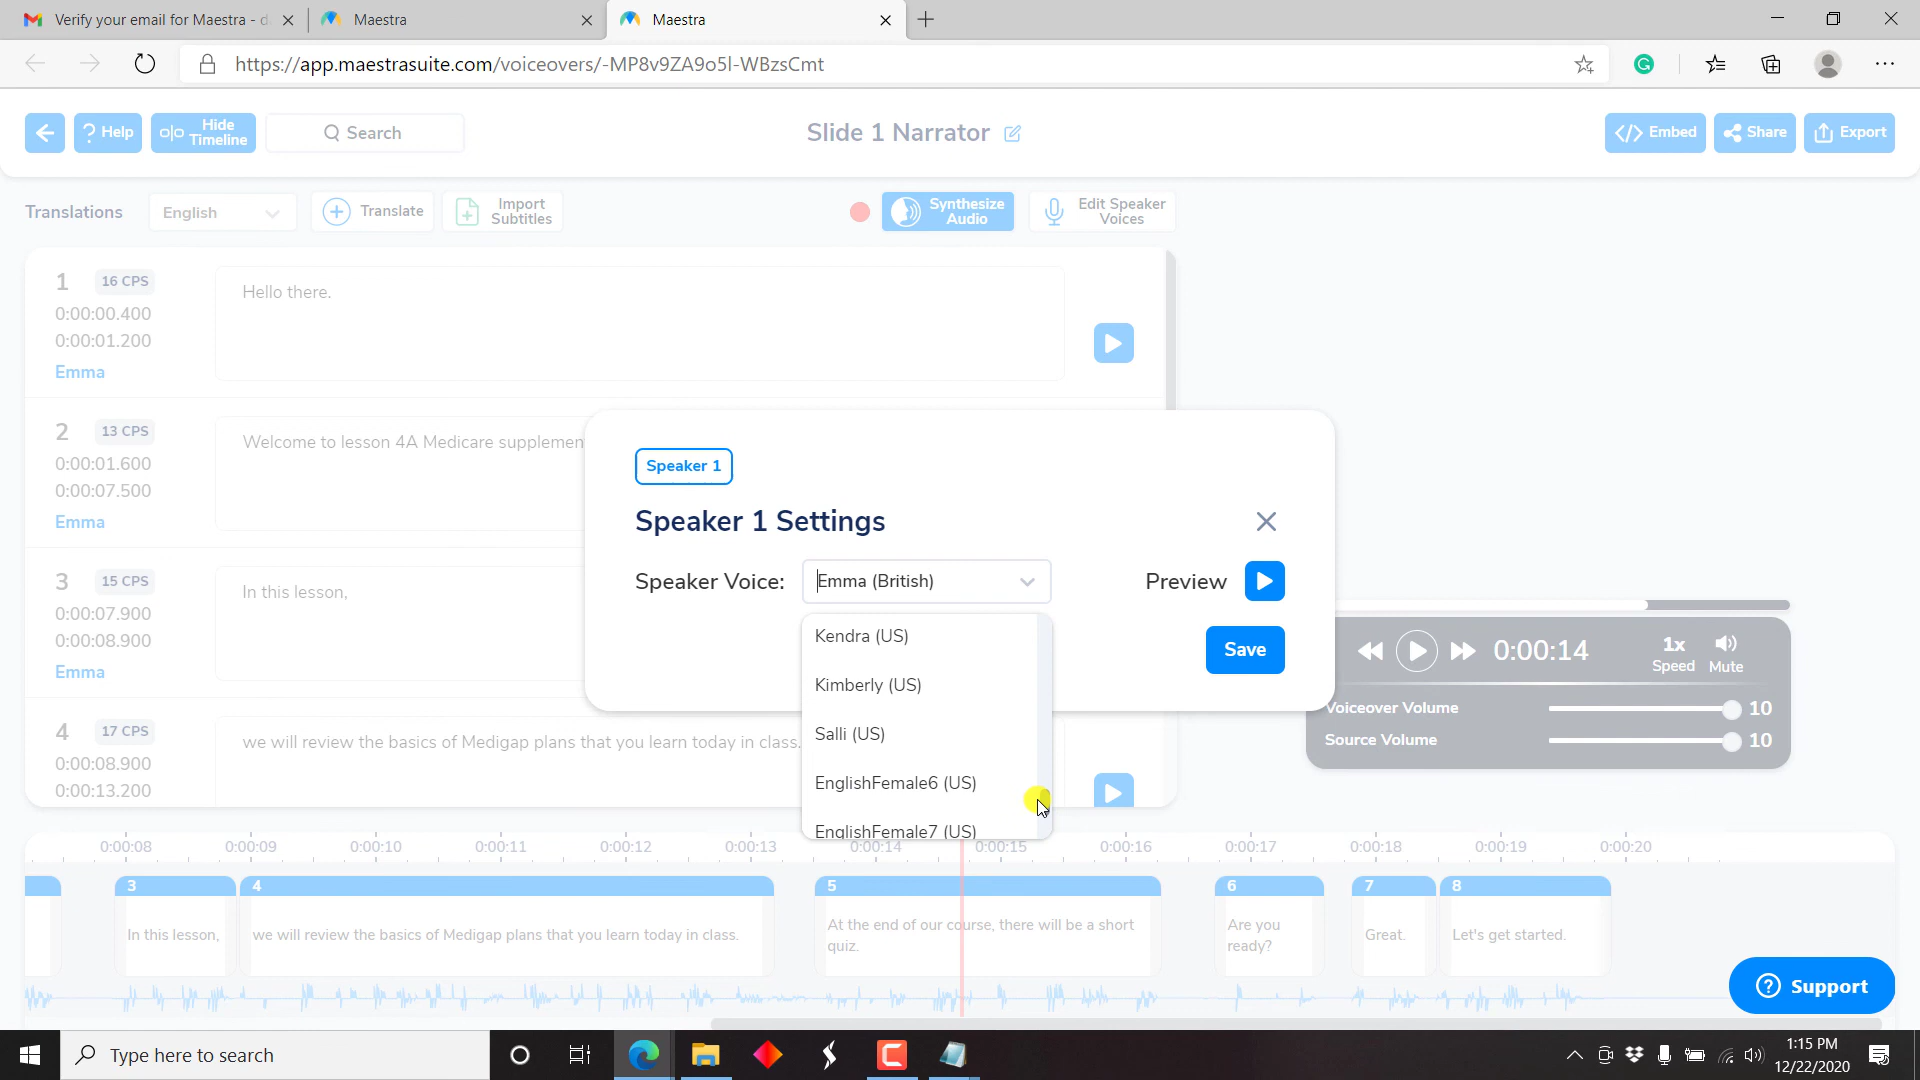 Verify your email for Maestra - d
Maestra
Maestra
https://app.maestrasuite.com/voiceovers/-MP8v9ZA9o5l-WBzsCmt
? Help
Hide
Timeline
Search
Slide 1 Narrator
Embed
Share
Export
Translations
English
Translate
Import
Subtitles
Synthesize
Audio
Edit Speaker
Voices
1 16 CPS
0:00:00.400
0:00:01.200
Emma
Hello there.
2 13 CPS
0:00:01.600
0:00:07.500
Emma
Welcome to lesson 4A Medicare supplemen
3 15 CPS
0:00:07.900
0:00:08.900
Emma
In this lesson,
4 17 CPS
0:00:08.900
0:00:13.200
we will review the basics of Medigap plans that you learn today in class.
Speaker 1
Speaker 1 Settings
Speaker Voice:
Emma (British)
Preview
Save
Kendra (US)
Kimberly (US)
Salli (US)
EnglishFemale6 (US)
EnglishFemale7 (US)
0:00:14
1x
Speed
Mute
Voiceover Volume 10
Source Volume 10
0:00:08 0:00:09 0:00:10 0:00:11 0:00:12 0:00:13 0:00:14 0:00:15 0:00:16 0:00:17 0:00:18 0:00:19 0:00:20
3 4 5 6 7 8
In this lesson,
we will review the basics of Medigap plans that you learn today in class.
At the end of our course, there will be a short
quiz.
Are you
ready?
Great.
Let's get started.
? Support
Type here to search
1:15 PM
12/22/2020